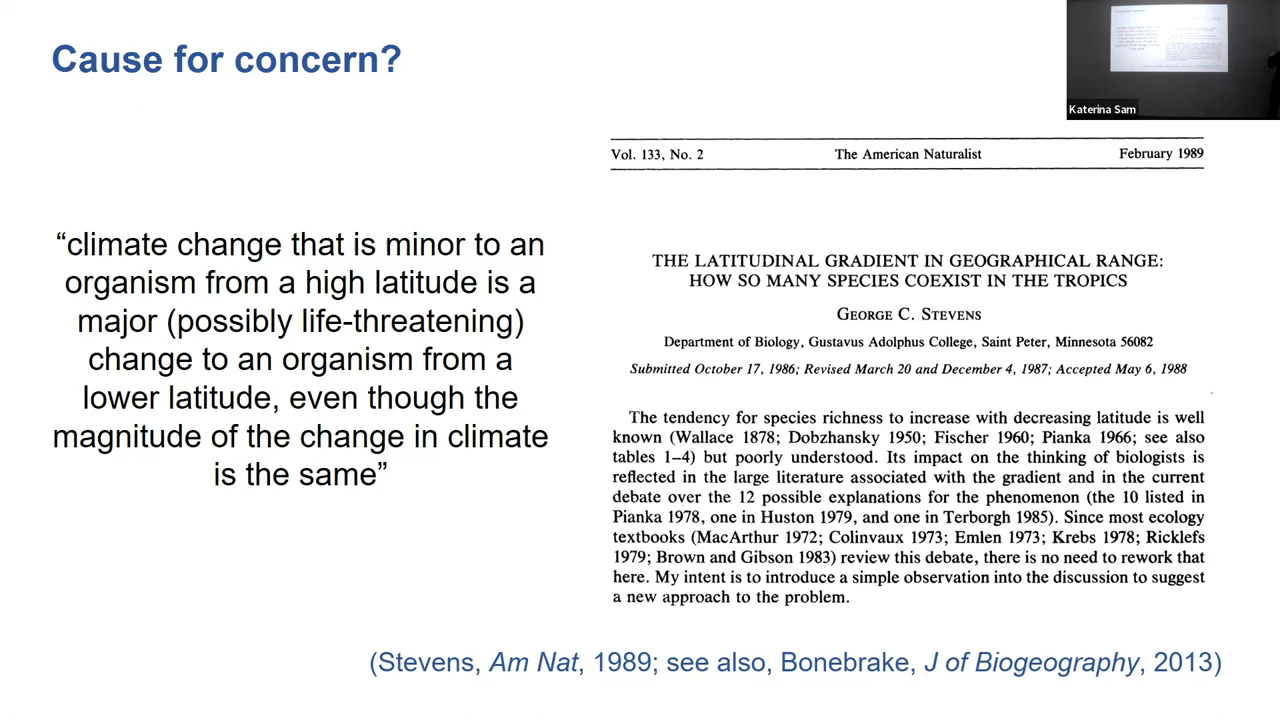 Cause for concern?
Katerina Sam
“climate change that is minor to an
organism from a high latitude is a
major (possibly life-threatening)
change to an organism from a
lower latitude, even though the
magnitude of the change in climate
is the same”
Vol. 133, No. 2 The American Naturalist February 1989
THE LATITUDINAL GRADIENT IN GEOGRAPHICAL RANGE:
HOW SO MANY SPECIES COEXIST IN THE TROPICS
GEORGE C. STEVENS
Department of Biology, Gustavus Adolphus College, Saint Peter, Minnesota 56082
Submitted October 17, 1986; Revised March 20 and December 4, 1987; Accepted May 6, 1988
The tendency for species richness to increase with decreasing latitude is well
known (Wallace 1878; Dobzhansky 1950; Fischer 1960; Pianka 1966; see also
tables 1–4) but poorly understood. Its impact on the thinking of biologists is
reflected in the large literature associated with the gradient and in the current
debate over the 12 possible explanations for the phenomenon (the 10 listed in
Pianka 1978, one in Huston 1979, and one in Terborgh 1985). Since most ecology
textbooks (MacArthur 1972; Colinvaux 1973; Emlen 1973; Krebs 1978; Ricklefs
1979; Brown and Gibson 1983) review this debate, there is no need to rework that
here. My intent is to introduce a simple observation into the discussion to suggest
a new approach to the problem.
(Stevens, Am Nat, 1989; see also, Bonebrake, J of Biogeography, 2013)